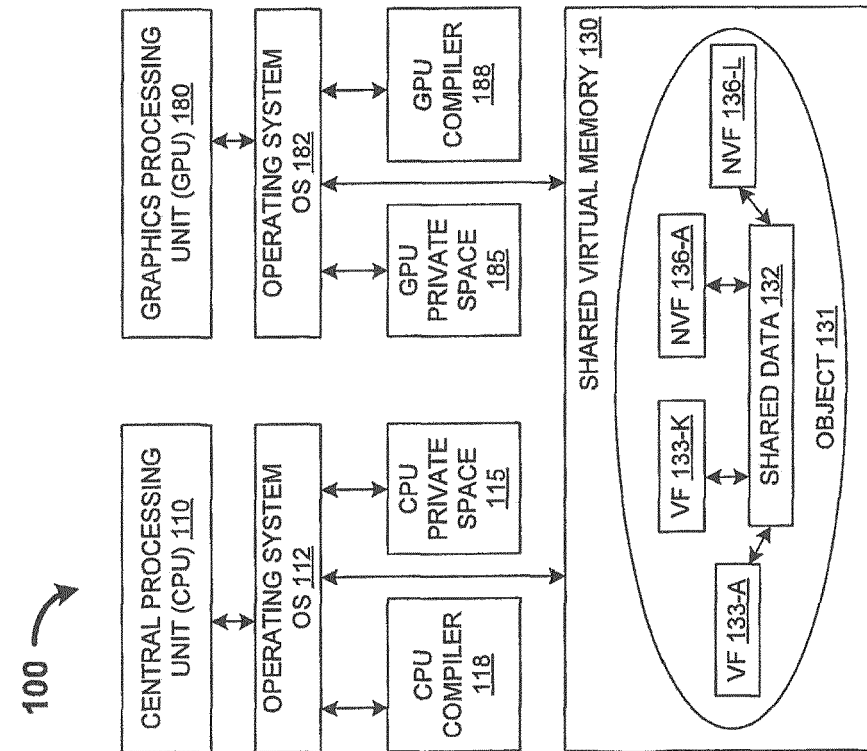 100
CENTRAL PROCESSING
UNIT (CPU) 110
GRAPHICS PROCESSING
UNIT (GPU) 180
OPERATING SYSTEM
OS 112
OPERATING SYSTEM
OS 182
CPU
COMPILER
118
CPU
PRIVATE
SPACE
115
GPU
PRIVATE
SPACE
185
GPU
COMPILER
188
SHARED VIRTUAL MEMORY 130
VF 133-A
VF 133-K
NVF 136-A
NVF 136-L
SHARED DATA 132
OBJECT 131